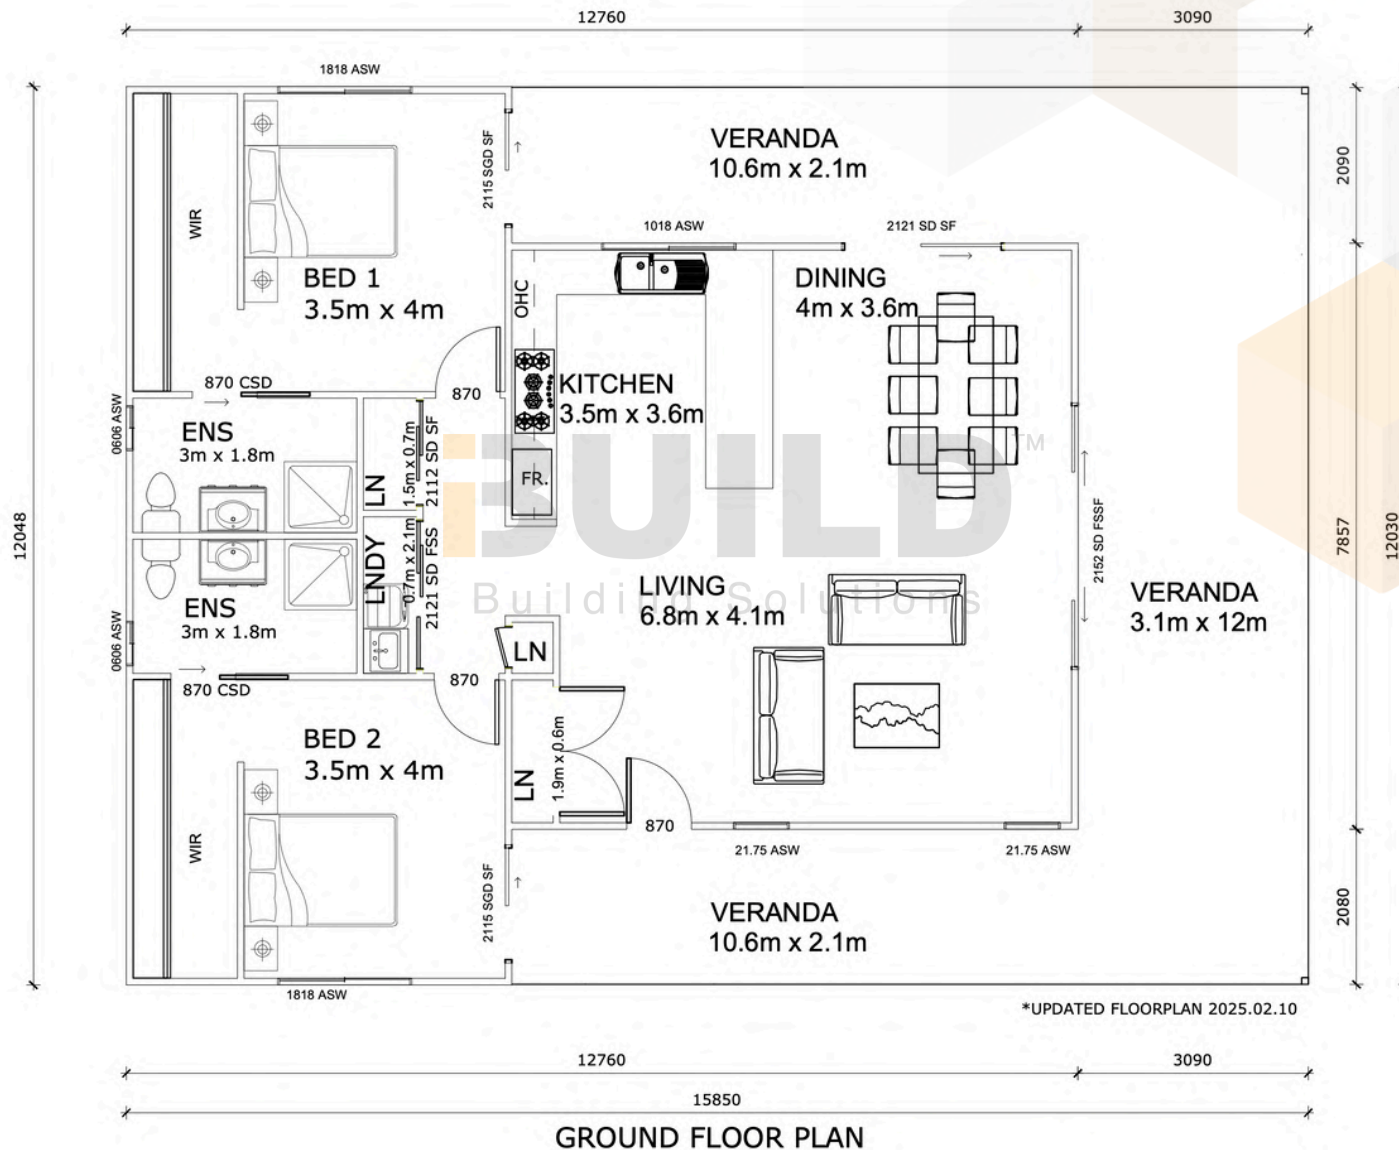 12760
3090
1818 ASW
2115 SGD SF
VERANDA
10.6m x 2.1m
2090
WIR
1018 ASW
2121 SD SF
BED 1
3.5m x 4m
OHC
DINING
4m x 3.6m
870 CSD
870
KITCHEN
3.5m x 3.6m
0606 ASW
ENS
3m x 1.8m
LN
1.5m x 0.7m
2112 SD SF
FR.
iBUILD™
Building Solutions
12048
2152 SD FSSF
7857
12030
LNDY
0.7m x 2.1m
2121 SD FSS
LIVING
6.8m x 4.1m
VERANDA
3.1m x 12m
ENS
3m x 1.8m
0606 ASW
870 CSD
870
LN
BED 2
3.5m x 4m
LN
1.9m x 0.6m
870
WIR
21.75 ASW
21.75 ASW
2115 SGD SF
VERANDA
10.6m x 2.1m
2080
1818 ASW
*UPDATED FLOORPLAN 2025.02.10
12760
3090
15850
GROUND FLOOR PLAN